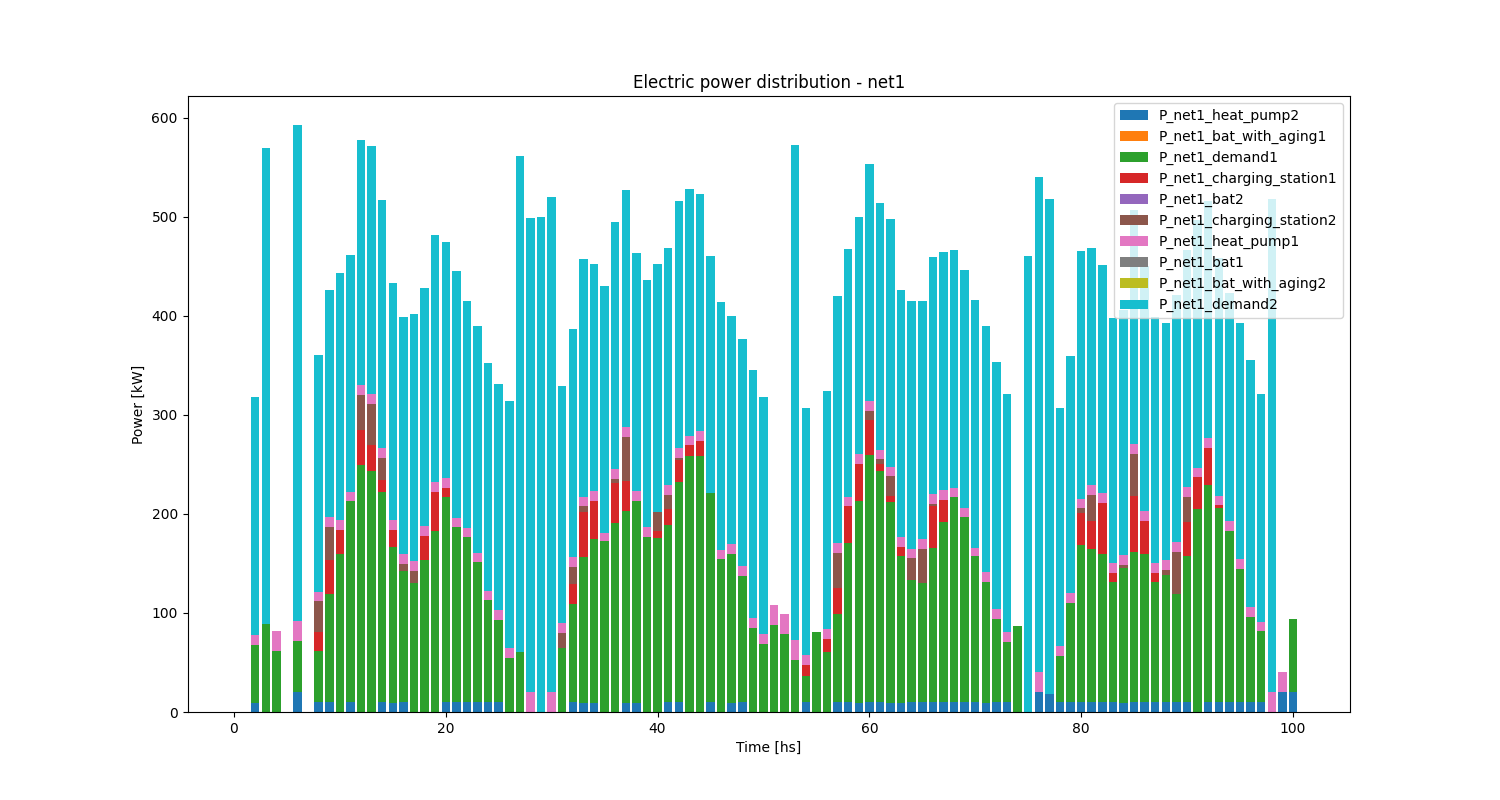 Electric power distribution - net1
600
500
400
300
200
100
0
Power [kW]
0 20 40 60 80 100
Time [hs]
P_net1_heat_pump2
P_net1_bat_with_aging1
P_net1_demand1
P_net1_charging_station1
P_net1_bat2
P_net1_charging_station2
P_net1_heat_pump1
P_net1_bat1
P_net1_bat_with_aging2
P_net1_demand2